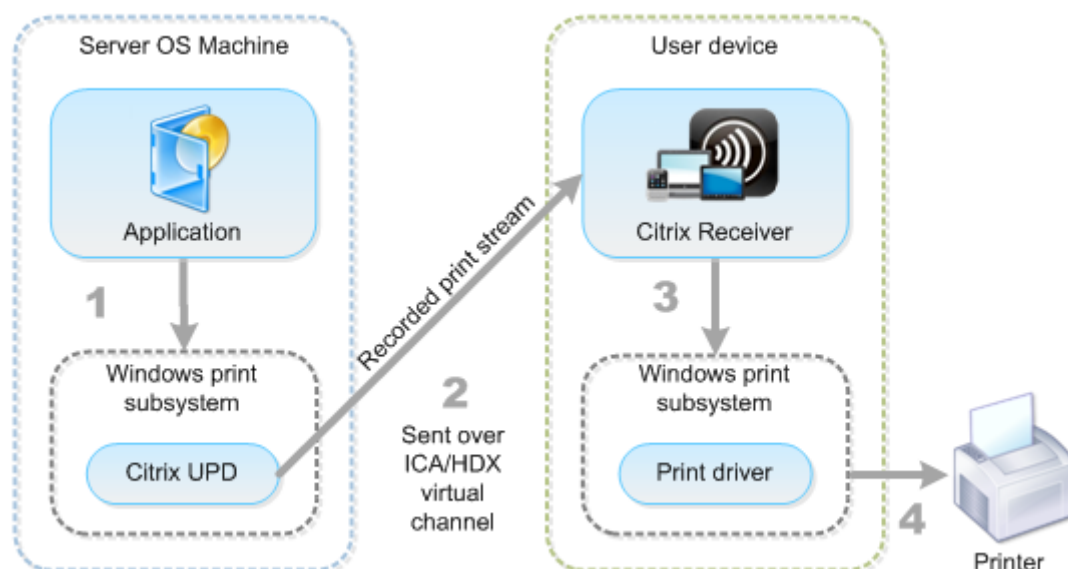 Server OS Machine
Application
1
Windows print
subsystem
Citrix UPD
Recorded print stream
2
Sent over
ICA/HDX
virtual
channel
User device
Citrix Receiver
3
Windows print
subsystem
Print driver
4
Printer